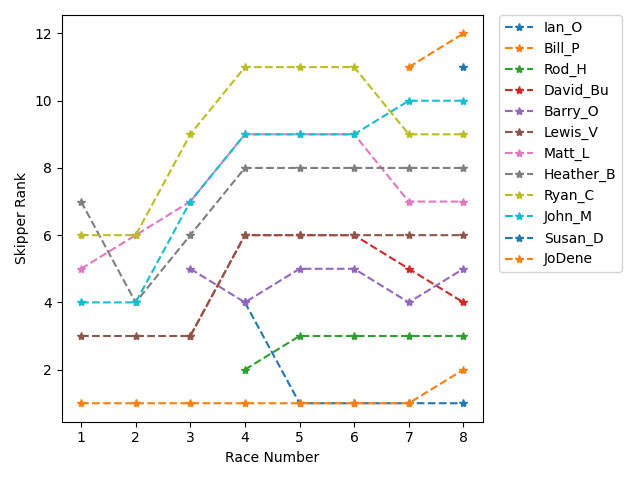 12
10
8
6
4
2
Skipper Rank
1 2 3 4 5 6 7 8
Race Number
Ian_O
Bill_P
Rod_H
David_Bu
Barry_O
Lewis_V
Matt_L
Heather_B
Ryan_C
John_M
Susan_D
JoDene